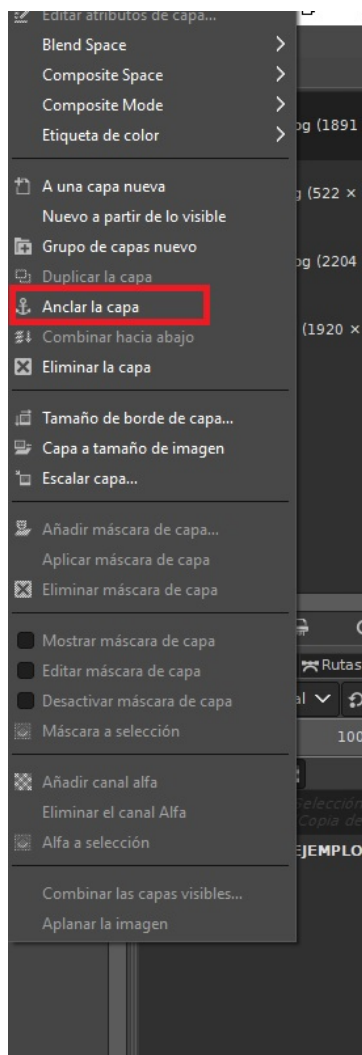 Editar atributos de capa...
Blend Space
Composite Space
Composite Mode
Etiqueta de color
A una capa nueva
Nuevo a partir de lo visible
Grupo de capas nuevo
Duplicar la capa
Anclar la capa
Combinar hacia abajo
Eliminar la capa
Tamaño de borde de capa...
Capa a tamaño de imagen
Escalar capa...
Añadir máscara de capa...
Aplicar máscara de capa
Eliminar máscara de capa
Mostrar máscara de capa
Editar máscara de capa
Desactivar máscara de capa
Máscara a selección
Añadir canal alfa
Eliminar el canal Alfa
Alfa a selección
Combinar las capas visibles...
Aplanar la imagen
(1891
(522 ×
(2204
(1920 ×
Rutas
100
Selección
Copia de
EJEMPLO